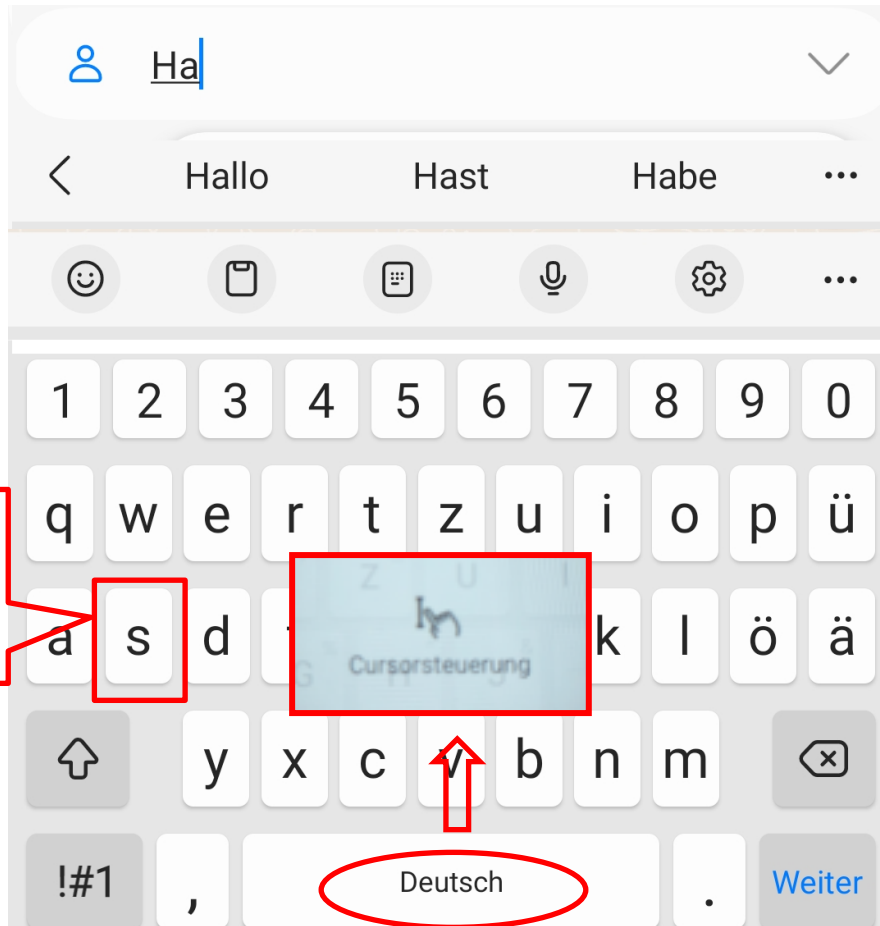 Ha
Hallo Hast Habe
1 2 3 4 5 6 7 8 9 0
q w e r t z u i o p ü
a s d k l ö ä
Cursorsteuerung
y x c v b n m
!#1 , Deutsch . Weiter